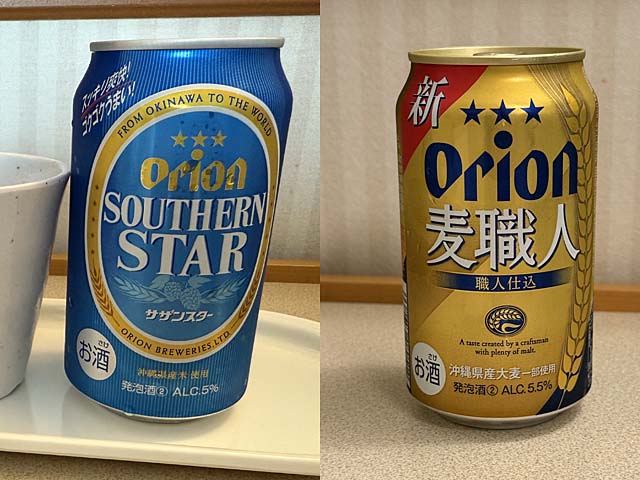 スッキリ爽快!
ゴクゴクうまい!
FROM OKINAWA TO THE WORLD
orion
SOUTHERN
STAR
サザンスター
ORION BREWERIES, LTD.
さけ
お酒
沖縄県産米使用
発泡酒② ALC.5%
新
orion
麦職人
職人仕込
A taste created by a craftsman
with plenty of malt.
さけ
お酒
沖縄県産大麦一部使用
発泡酒② ALC.5.5%